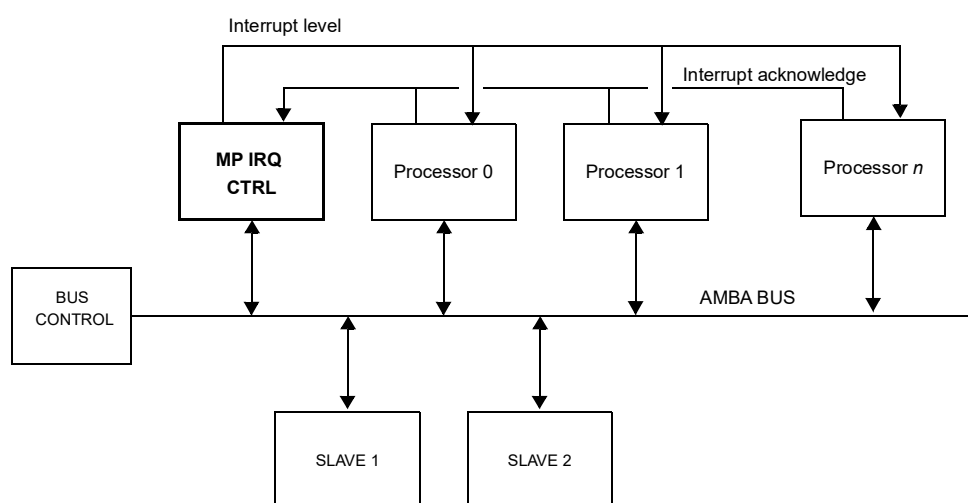 Interrupt level
Interrupt acknowledge
MP IRQ
CTRL
Processor 0
Processor 1
Processor n
BUS
CONTROL
AMBA BUS
SLAVE 1
SLAVE 2